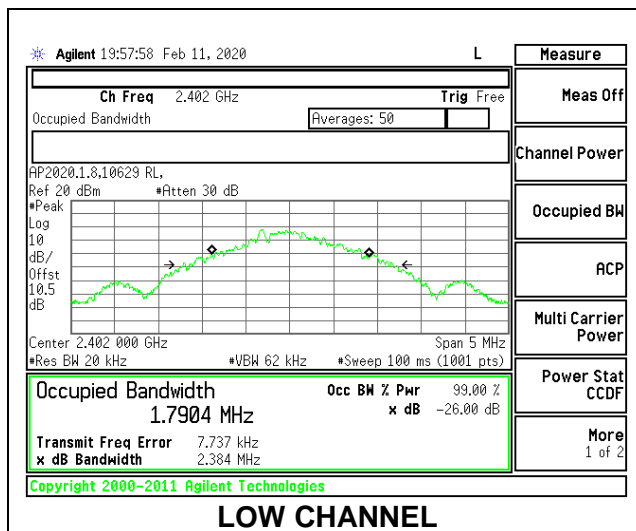 Agilent 19:57:58 Feb 11, 2020 L
Measure
Ch Freq 2.402 GHz Trig Free
Occupied Bandwidth Averages: 50
AP2020.1.8,10629 RL,
Ref 20 dBm #Atten 30 dB
#Peak
Log
10
dB/
Offst
10.5
dB
Center 2.402 000 GHz Span 5 MHz
#Res BW 20 kHz #VBW 62 kHz #Sweep 100 ms (1001 pts)
Occupied Bandwidth Occ BW % Pwr 99.00 %
1.7904 MHz x dB -26.00 dB
Transmit Freq Error 7.737 kHz
x dB Bandwidth 2.384 MHz
Copyright 2000-2011 Agilent Technologies
Meas Off
Channel Power
Occupied BW
ACP
Multi Carrier
Power
Power Stat
CCDF
More
1 of 2
LOW CHANNEL